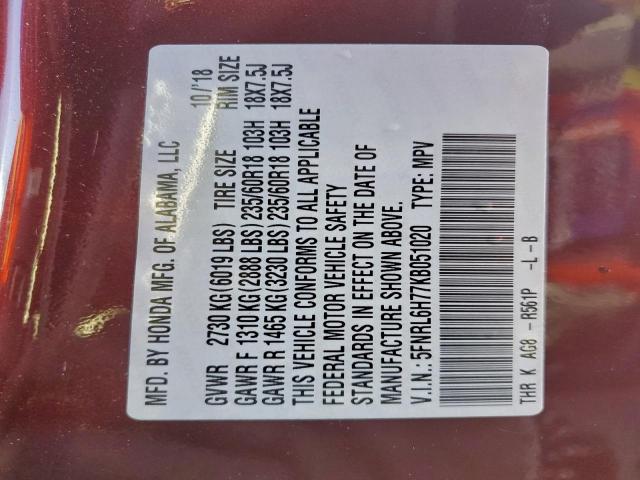 MFD. BY HONDA MFG. OF ALABAMA, LLC 10/'18
GVWR 2730 KG (6019 LBS) TIRE SIZE RIM SIZE
GAWR F 1310 KG (2888 LBS) 235/60R18 103H 18X7.5J
GAWR R 1465 KG (3230 LBS) 235/60R18 103H 18X7.5J
THIS VEHICLE CONFORMS TO ALL APPLICABLE
FEDERAL MOTOR VEHICLE SAFETY
STANDARDS IN EFFECT ON THE DATE OF
MANUFACTURE SHOWN ABOVE.
V.I.N.: 5FNRL6H77KB051020 TYPE: MPV
THR K AG8 - R561P -L-B